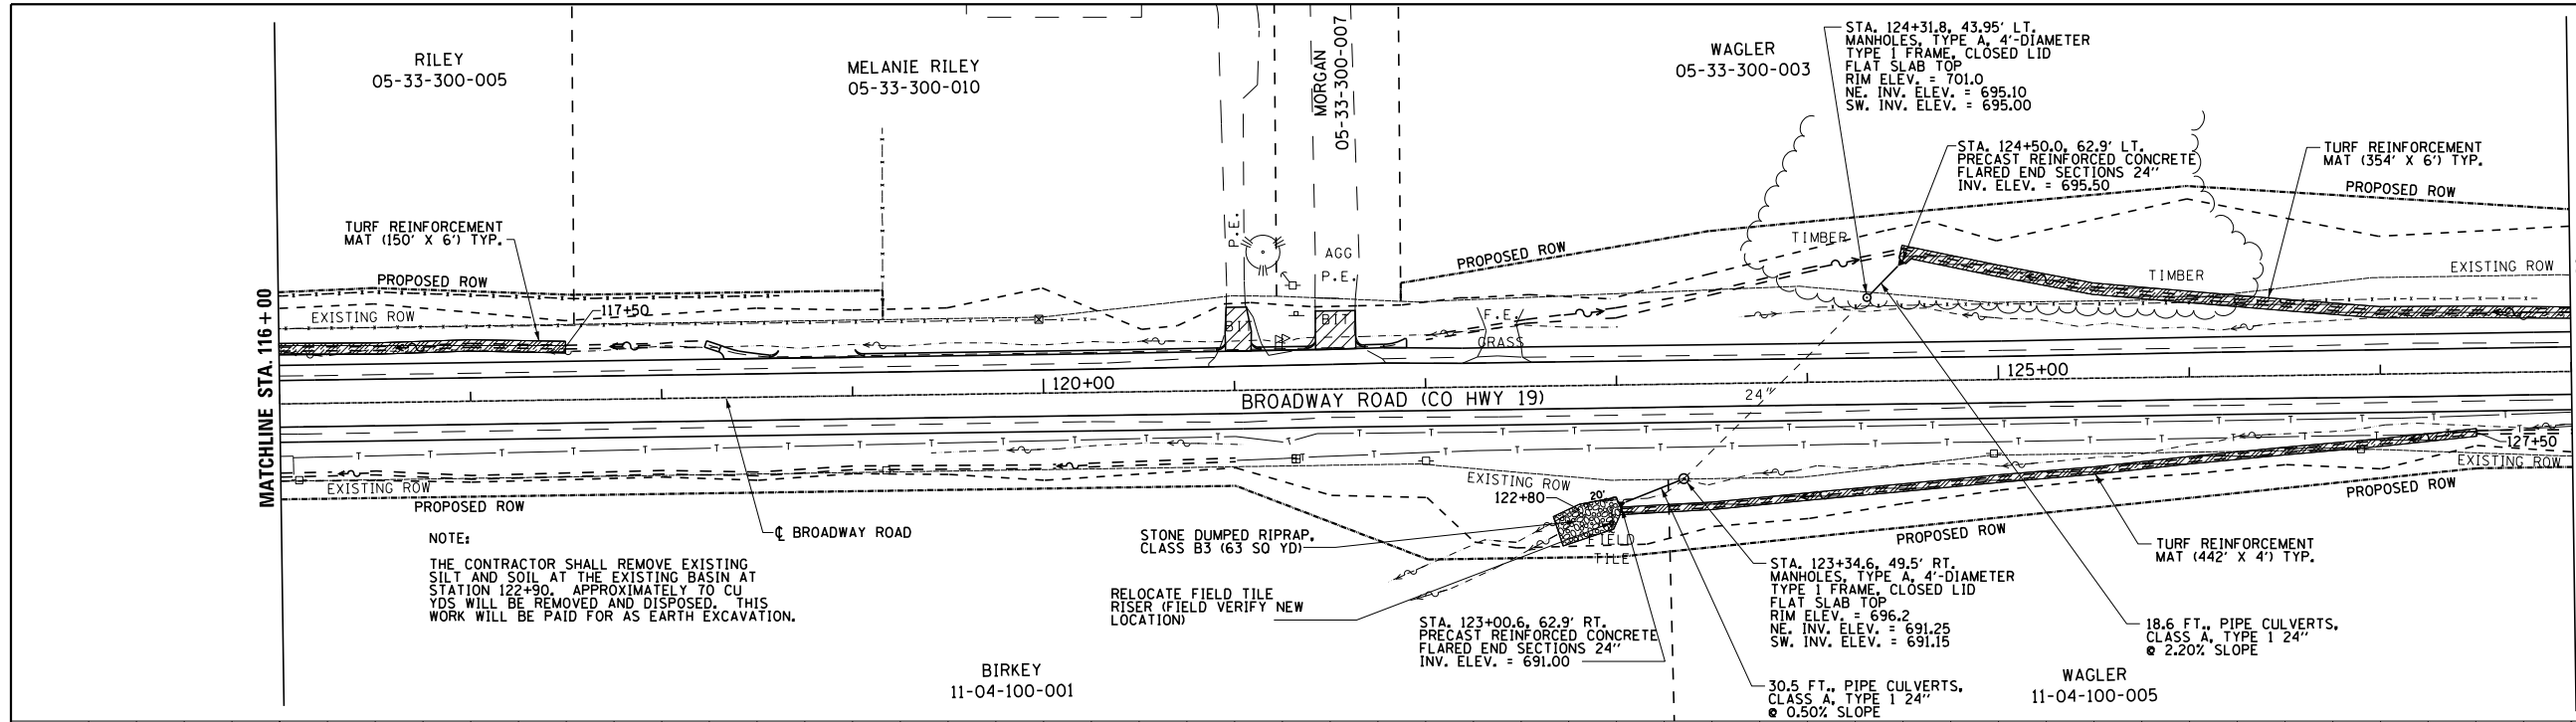 RILEY
05-33-300-005
MELANIE RILEY
05-33-300-010
MORGAN
05-33-300-007
WAGLER
05-33-300-003
STA. 124+31.8, 43.95' LT.
MANHOLES, TYPE A, 4'-DIAMETER
TYPE 1 FRAME, CLOSED LID
FLAT SLAB TOP
RIM ELEV. = 701.0
NE. INV. ELEV. = 695.10
SW. INV. ELEV. = 695.00
STA. 124+50.0, 62.9' LT.
PRECAST REINFORCED CONCRETE
FLARED END SECTIONS 24''
INV. ELEV. = 695.50
TURF REINFORCEMENT
MAT (354' X 6') TYP.
PROPOSED ROW
TURF REINFORCEMENT
MAT (150' X 6') TYP.
P.E.
AGG
P.E.
PROPOSED ROW
TIMBER
TIMBER
EXISTING ROW
PROPOSED ROW
EXISTING ROW
117+50
BIT
BIT
F.E.
GRASS
MATCHLINE STA. 116+00
120+00
125+00
BROADWAY ROAD (CO HWY 19)
24''
T T T T T T T T T T T T T T
T T T T T T T T T T T T T T T T
127+50
EXISTING ROW
EXISTING ROW
EXISTING ROW
PROPOSED ROW
PROPOSED ROW
PROPOSED ROW
122+80
20'
FIELD
TILE
℄ BROADWAY ROAD
NOTE:
THE CONTRACTOR SHALL REMOVE EXISTING
SILT AND SOIL AT THE EXISTING BASIN AT
STATION 122+90. APPROXIMATELY 70 CU
YDS WILL BE REMOVED AND DISPOSED. THIS
WORK WILL BE PAID FOR AS EARTH EXCAVATION.
STONE DUMPED RIPRAP,
CLASS B3 (63 SQ YD)
RELOCATE FIELD TILE
RISER (FIELD VERIFY NEW
LOCATION)
STA. 123+00.6, 62.9' RT.
PRECAST REINFORCED CONCRETE
FLARED END SECTIONS 24''
INV. ELEV. = 691.00
STA. 123+34.6, 49.5' RT.
MANHOLES, TYPE A, 4'-DIAMETER
TYPE 1 FRAME, CLOSED LID
FLAT SLAB TOP
RIM ELEV. = 696.2
NE. INV. ELEV. = 691.25
SW. INV. ELEV. = 691.15
TURF REINFORCEMENT
MAT (442' X 4') TYP.
18.6 FT., PIPE CULVERTS,
CLASS A, TYPE 1 24''
@ 2.20% SLOPE
30.5 FT., PIPE CULVERTS,
CLASS A, TYPE 1 24''
@ 0.50% SLOPE
BIRKEY
11-04-100-001
WAGLER
11-04-100-005